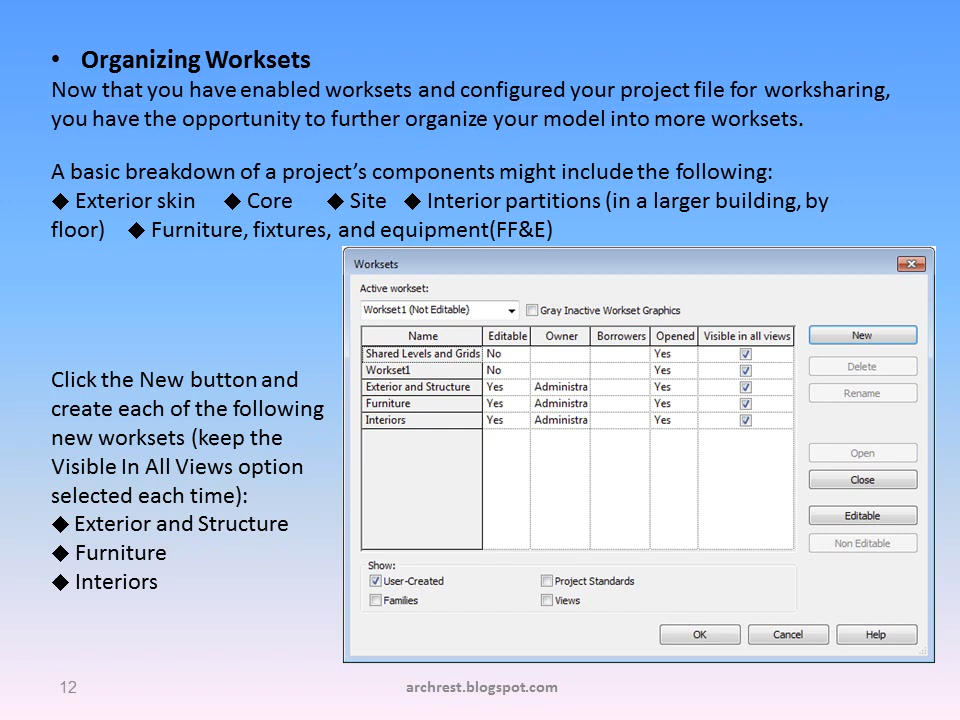 • Organizing Worksets
Now that you have enabled worksets and configured your project file for worksharing,
you have the opportunity to further organize your model into more worksets.
A basic breakdown of a project's components might include the following:
◆ Exterior skin ◆ Core ◆ Site ◆ Interior partitions (in a larger building, by
floor) ◆ Furniture, fixtures, and equipment(FF&E)
Click the New button and
create each of the following
new worksets (keep the
Visible In All Views option
selected each time):
◆ Exterior and Structure
◆ Furniture
◆ Interiors
Worksets
Active workset:
Workset1 (Not Editable) Gray Inactive Workset Graphics
Name Editable Owner Borrowers Opened Visible in all views
Shared Levels and Grids No Yes
Workset1 No Yes
Exterior and Structure Yes Administra Yes
Furniture Yes Administra Yes
Interiors Yes Administra Yes
New
Delete
Rename
Open
Close
Editable
Non Editable
Show:
User-Created Project Standards
Families Views
OK Cancel Help
12 archrest.blogspot.com